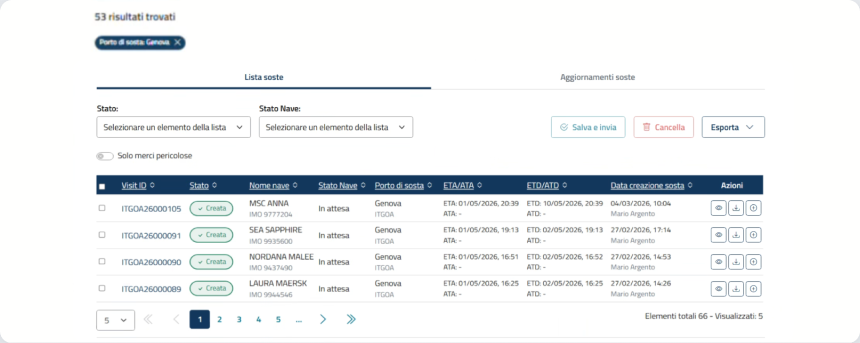 53 risultati trovati
Porto di sosta: Genova
Lista soste
Aggiornamenti soste
Stato:
Stato Nave:
Selezionare un elemento della lista
Selezionare un elemento della lista
Salva e invia
Cancella
Esporta
Solo merci pericolose
Visit ID
Stato
Nome nave
Stato Nave
Porto di sosta
ETA/ATA
ETD/ATD
Data creazione sosta
Azioni
ITGOA26000105
Creata
MSC ANNA
IMO 9777204
In attesa
Genova
ITGOA
ETA: 01/05/2026, 20:39
ATA: -
ETD: 10/05/2026, 20:39
ATD: -
04/03/2026, 10:04
Mario Argento
ITGOA26000091
Creata
SEA SAPPHIRE
IMO 9935600
In attesa
Genova
ITGOA
ETA: 01/05/2026, 19:13
ATA: -
ETD: 02/05/2026, 19:13
ATD: -
27/02/2026, 17:14
Mario Argento
ITGOA26000090
Creata
NORDANA MALEE
IMO 9437490
In attesa
Genova
ITGOA
ETA: 01/05/2026, 16:51
ATA: -
ETD: 02/05/2026, 16:52
ATD: -
27/02/2026, 14:53
Mario Argento
ITGOA26000089
Creata
LAURA MAERSK
IMO 9944546
In attesa
Genova
ITGOA
ETA: 01/05/2026, 16:25
ATA: -
ETD: 02/05/2026, 16:25
ATD: -
27/02/2026, 14:26
Mario Argento
5
1
2
3
4
5
...
Elementi totali 66 - Visualizzati: 5